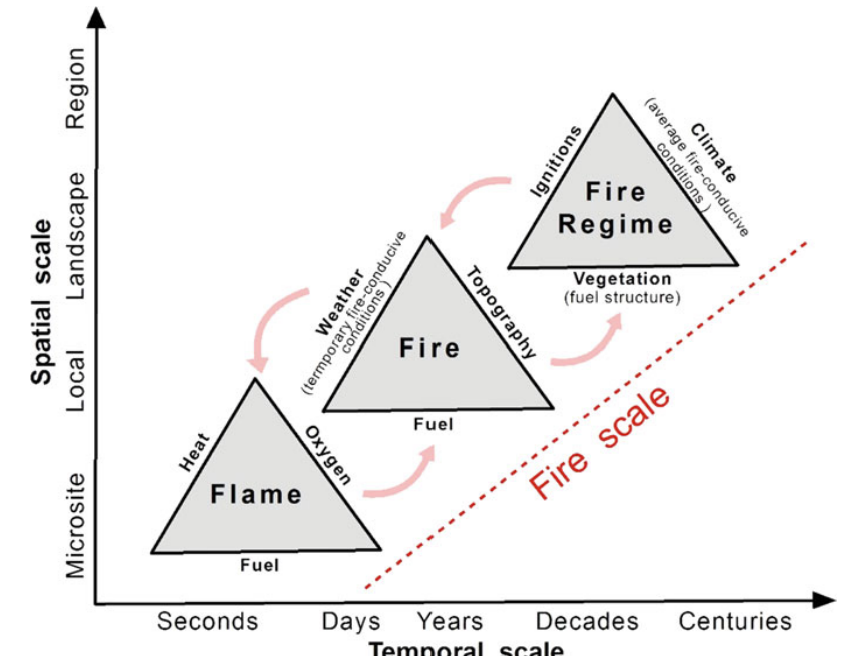 Spatial scale
Region
Landscape
Local
Microsite
Ignitions
Climate
(average fire-conducive
conditions )
Fire
Regime
Vegetation
(fuel structure)
Weather
(termporary fire-conducive
conditions )
Topography
Fire
Fuel
Heat
Oxygen
Flame
Fuel
Fire scale
Seconds Days Years Decades Centuries
Temporal scale